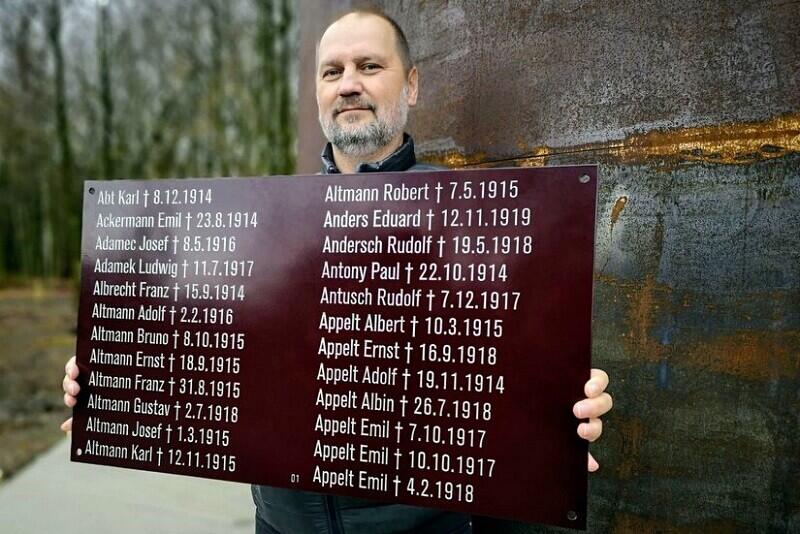 Abt Karl † 8.12.1914
Ackermann Emil † 23.8.1914
Adamec Josef † 8.5.1916
Adamek Ludwig † 11.7.1917
Albrecht Franz † 15.9.1914
Altmann Adolf † 2.2.1916
Altmann Bruno † 8.10.1915
Altmann Ernst † 18.9.1915
Altmann Franz † 31.8.1915
Altmann Gustav † 2.7.1918
Altmann Josef † 1.3.1915
Altmann Karl † 12.11.1915
Altmann Robert † 7.5.1915
Anders Eduard † 12.11.1919
Andersch Rudolf † 19.5.1918
Antony Paul † 22.10.1914
Antusch Rudolf † 7.12.1917
Appelt Albert † 10.3.1915
Appelt Ernst † 16.9.1918
Appelt Adolf † 19.11.1914
Appelt Albin † 26.7.1918
Appelt Emil † 7.10.1917
Appelt Emil † 10.10.1917
Appelt Emil † 4.2.1918
01